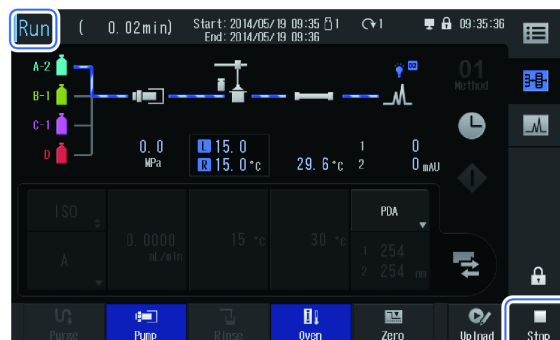 Run ( 0.02min) Start: 2014/05/19 09:35 1 1 09:35:36
End: 2014/05/19 09:36
A-2
B-1
C-1
D
D2
01
Method
0.0
MPa
L 15.0
R 15.0 °C
29.6 °C
1 0
2 0 mAU
ISO
A
0.0000
mL/min
15 °C
30 °C
PDA
1 254
2 254 nm
Purge Pump Rinse Oven Zero Upload Stop